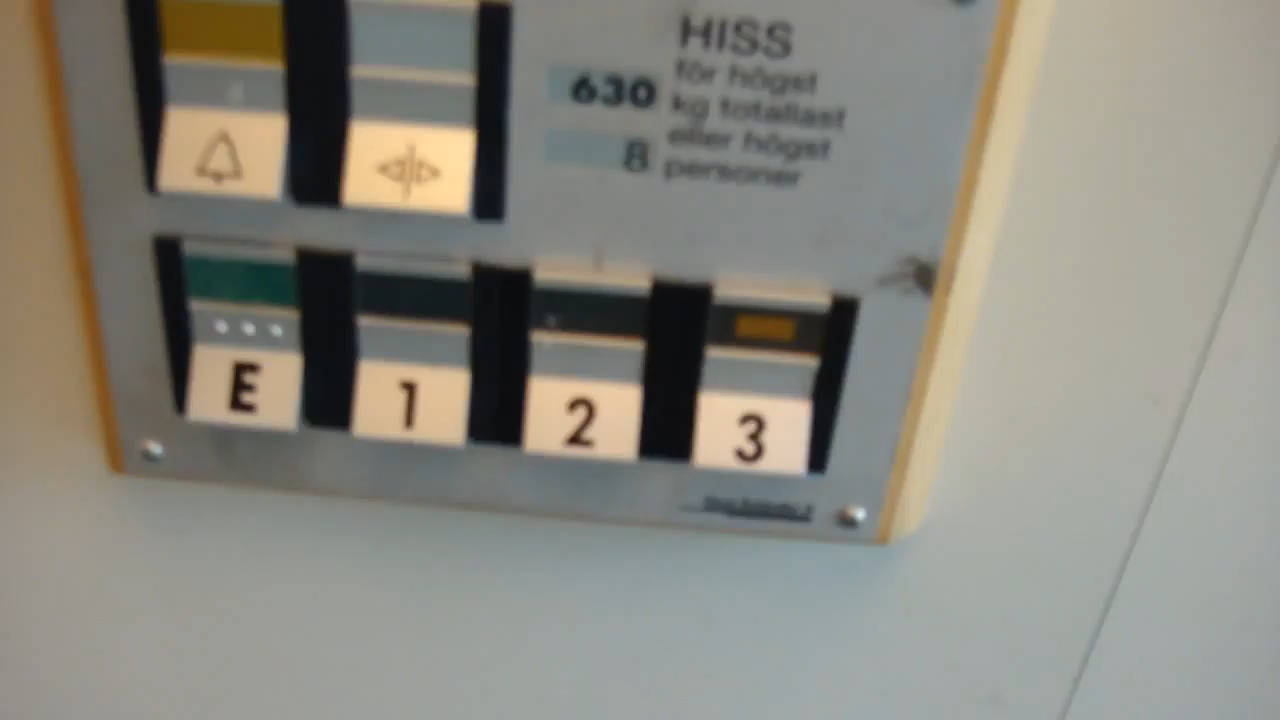 HISS
för högst
630 kg totallast
eller högst
8 personer
E 1 2 3